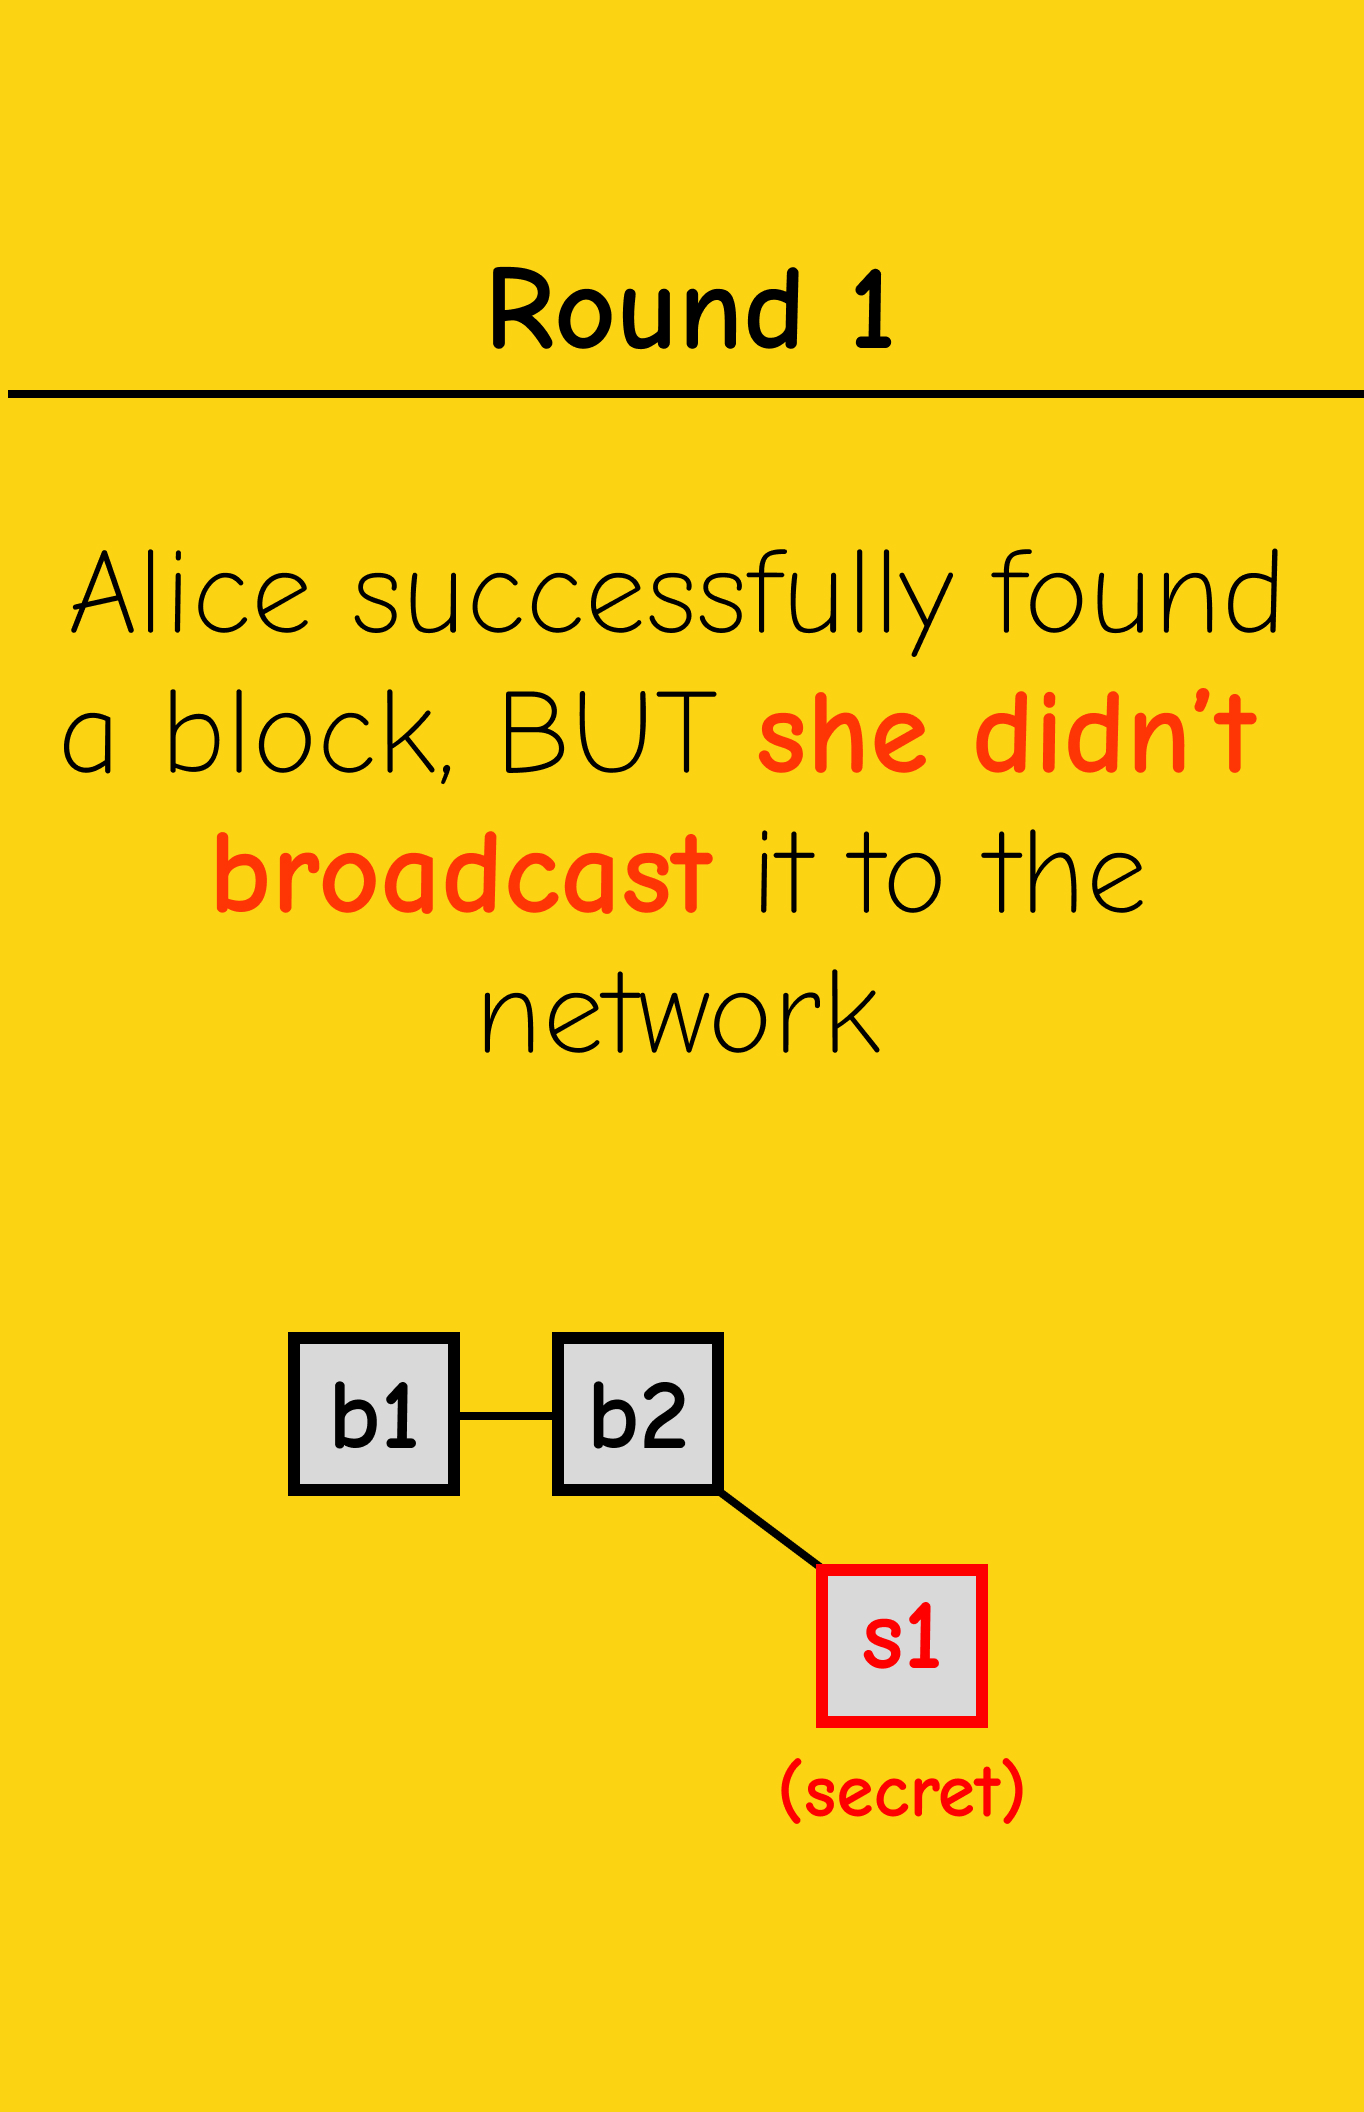 Round 1
Alice successfully found
a block, BUT she didn't
broadcast it to the
network
b1 b2
s1
(secret)